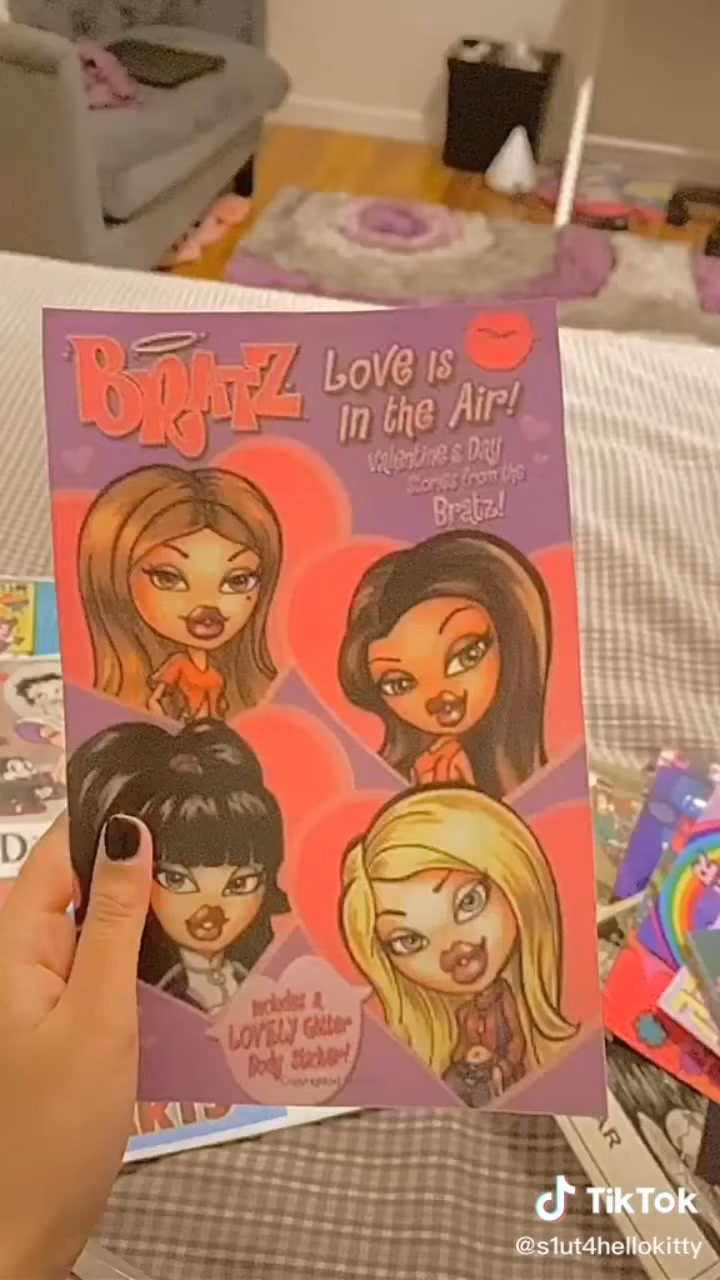 BRATZ
Love is
in the Air!
Valentine's Day
Stories from the
Bratz!
Includes a
LOVELY Glitter
Body Sticker!
AR
TikTok
@s1ut4hellokitty